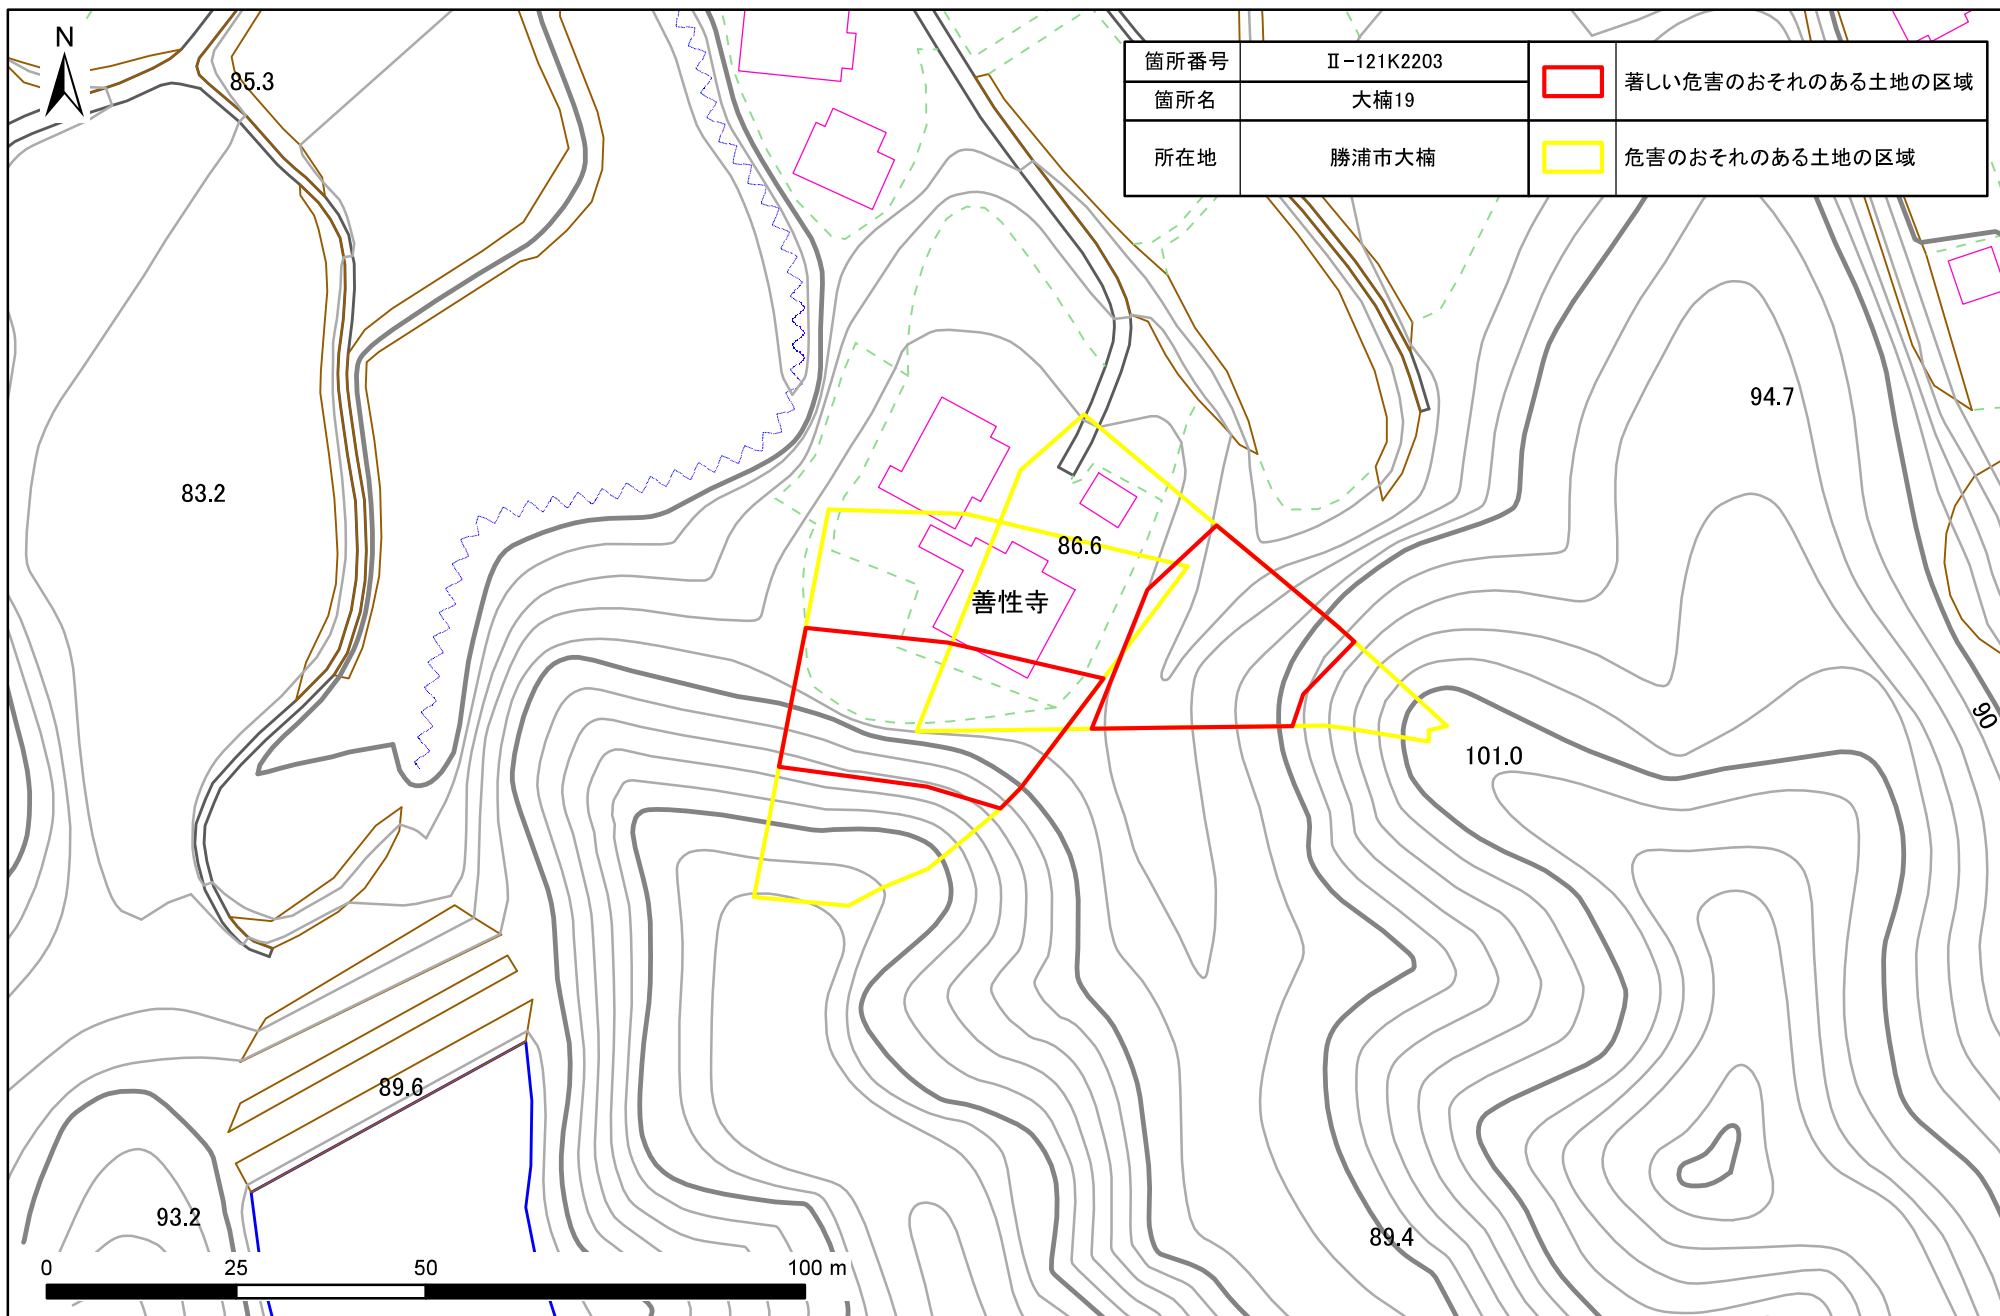 N
箇所番号 Ⅱ-121K2203
箇所名 大楠19
所在地 勝浦市大楠
著しい危害のおそれのある土地の区域
危害のおそれのある土地の区域
85.3
94.7
83.2
86.6
善性寺
90
101.0
89.6
93.2
89.4
0 25 50 100 m